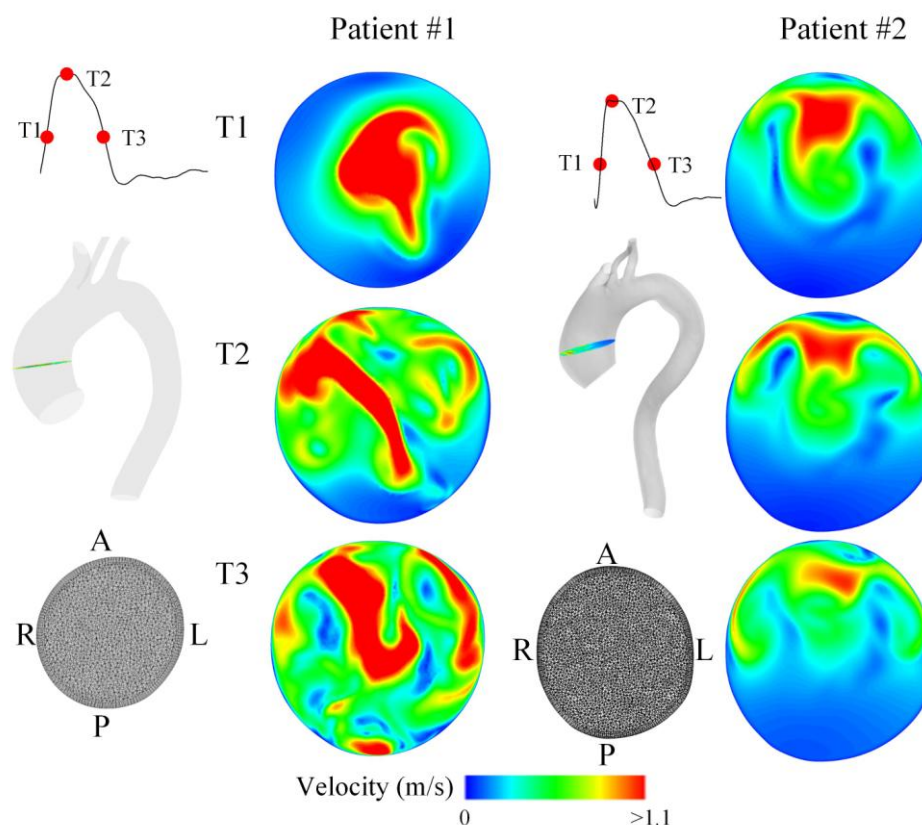 Patient #1
Patient #2
T2
T1
T3
T1
T2
T1
T3
T2
A
R
L
P
T3
A
R
L
P
Velocity (m/s)
0
>1.1